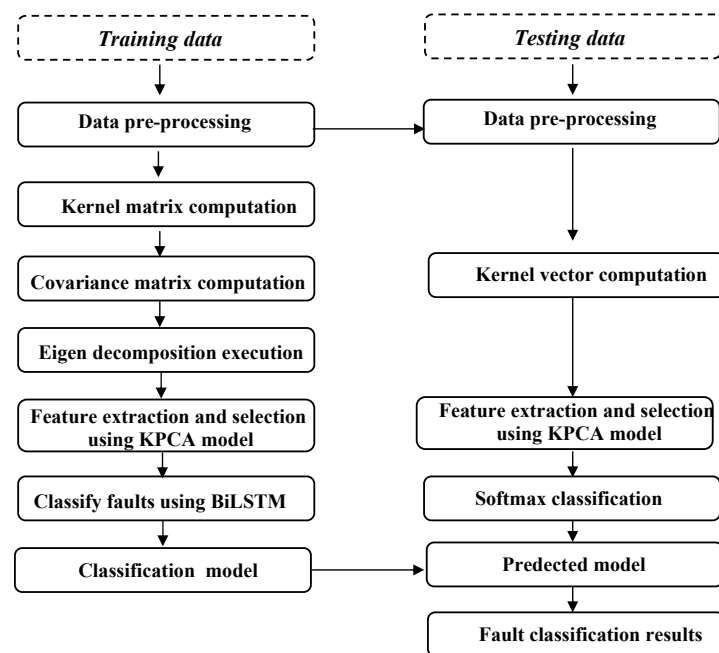 Training data
Data pre-processing
Kernel matrix computation
Covariance matrix computation
Eigen decomposition execution
Feature extraction and selection
using KPCA model
Classify faults using BiLSTM
Classification model
Testing data
Data pre-processing
Kernel vector computation
Feature extraction and selection
using KPCA model
Softmax classification
Predected model
Fault classification results